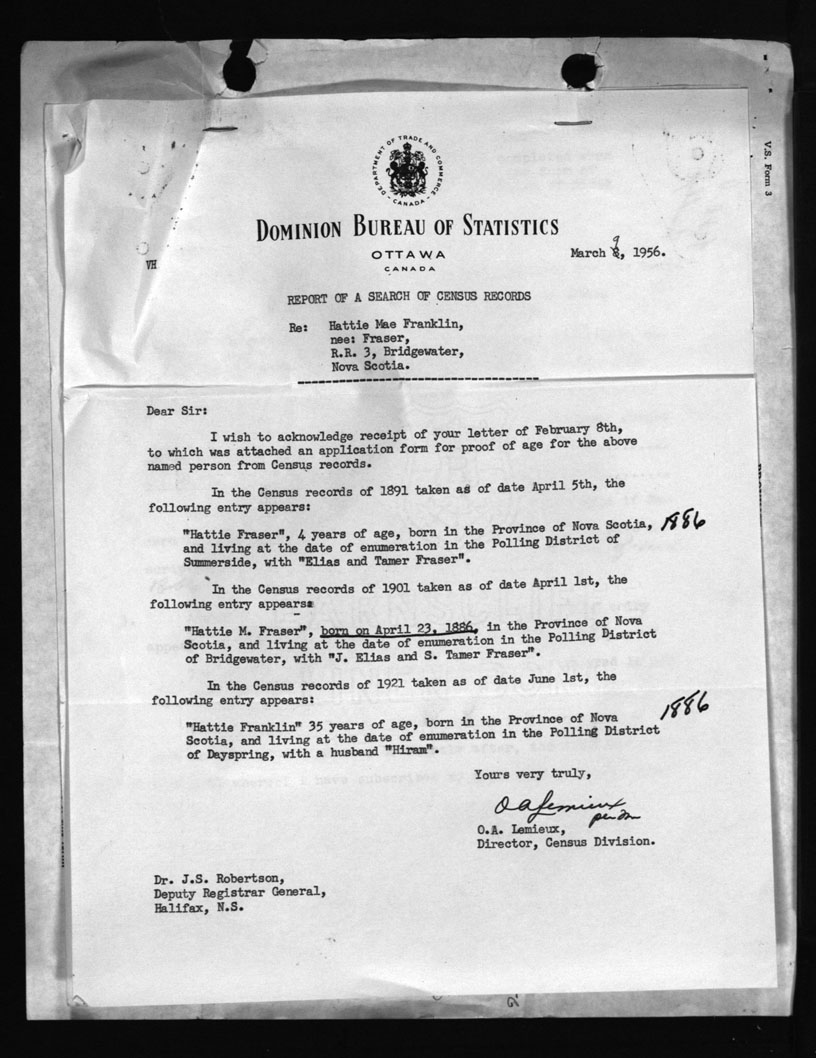 V.S. Form 3
DEPARTMENT OF TRADE AND COMMERCE
- CANADA -
DOMINION BUREAU OF STATISTICS
OTTAWA
CANADA
VH
March 9, 1956.
REPORT OF A SEARCH OF CENSUS RECORDS
Re: Hattie Mae Franklin,
nee: Fraser,
R.R. 3, Bridgewater,
Nova Scotia.
Dear Sir:
I wish to acknowledge receipt of your letter of February 8th,
to which was attached an application form for proof of age for the above
named person from Census records.
In the Census records of 1891 taken as of date April 5th, the
following entry appears:
"Hattie Fraser", 4 years of age, born in the Province of Nova Scotia, 1886
and living at the date of enumeration in the Polling District of
Summerside, with "Elias and Tamer Fraser".
In the Census records of 1901 taken as of date April 1st, the
following entry appears:
"Hattie M. Fraser", born on April 23, 1886, in the Province of Nova
Scotia, and living at the date of enumeration in the Polling District
of Bridgewater, with "J. Elias and S. Tamer Fraser".
In the Census records of 1921 taken as of date June 1st, the
following entry appears:
"Hattie Franklin" 35 years of age, born in the Province of Nova 1886
Scotia, and living at the date of enumeration in the Polling District
of Dayspring, with a husband "Hiram".
Yours very truly,
O A Lemieux
O.A. Lemieux,
Director, Census Division.
Dr. J.S. Robertson,
Deputy Registrar General,
Halifax, N.S.